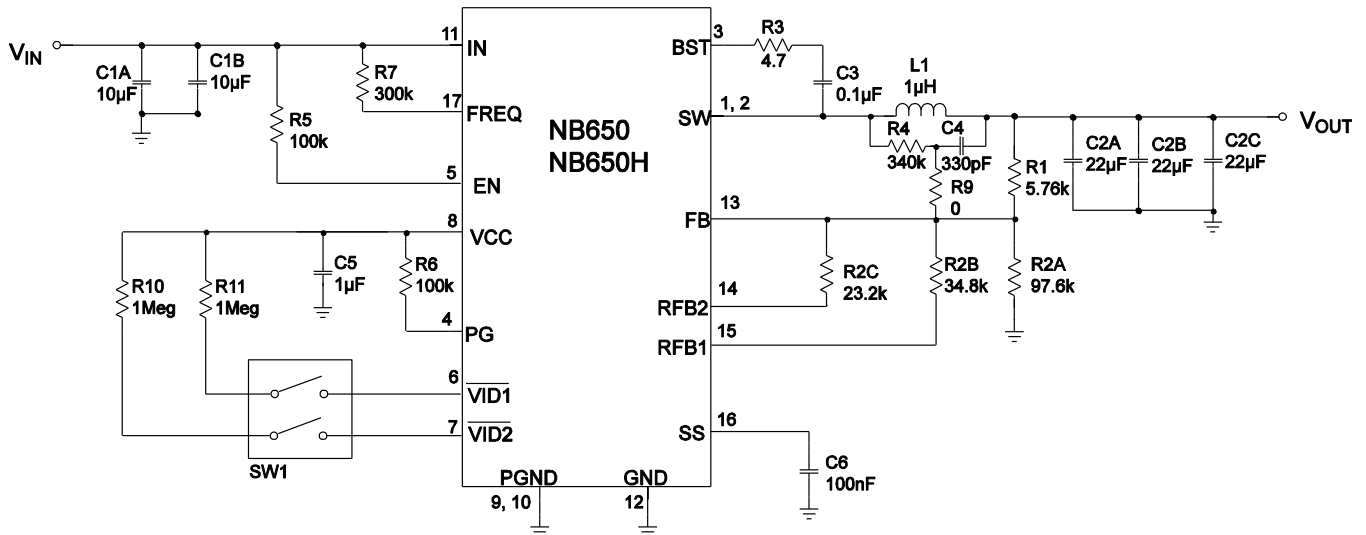 VIN
C1A
10µF
C1B
10µF
R5
100k
R7
300k
11
IN
17
FREQ
5
EN
8
VCC
4
PG
6
VID1
7
VID2
NB650
NB650H
PGND
9, 10
GND
12
R10
1Meg
R11
1Meg
C5
1µF
R6
100k
SW1
3
BST
R3
4.7
C3
0.1µF
L1
1µH
1, 2
SW
R4
340k
C4
330pF
R9
0
R1
5.76k
C2A
22µF
C2B
22µF
C2C
22µF
VOUT
13
FB
R2C
23.2k
R2B
34.8k
R2A
97.6k
14
RFB2
15
RFB1
16
SS
C6
100nF